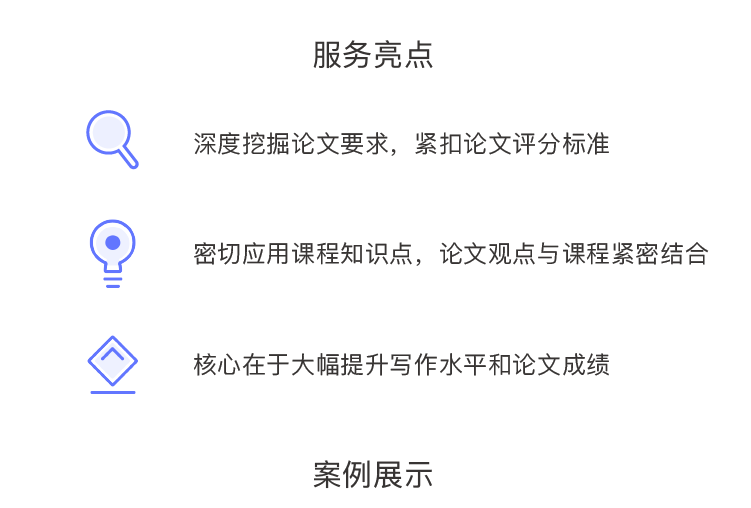 服务亮点
深度挖掘论文要求，紧扣论文评分标准
密切应用课程知识点，论文观点与课程紧密结合
核心在于大幅提升写作水平和论文成绩
案例展示